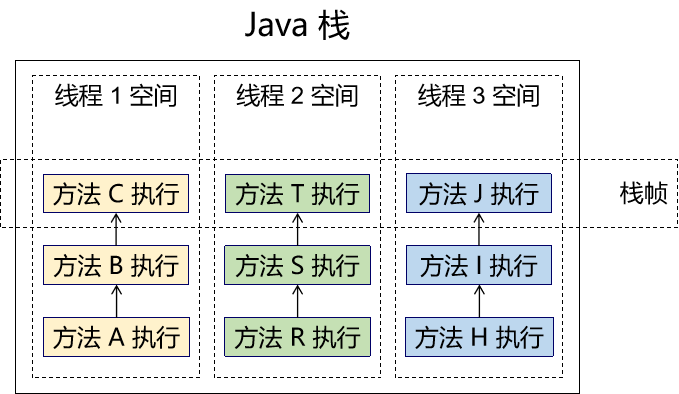 Java 栈
线程 1 空间
线程 2 空间
线程 3 空间
方法 C 执行
方法 T 执行
方法 J 执行
栈帧
方法 B 执行
方法 S 执行
方法 I 执行
方法 A 执行
方法 R 执行
方法 H 执行